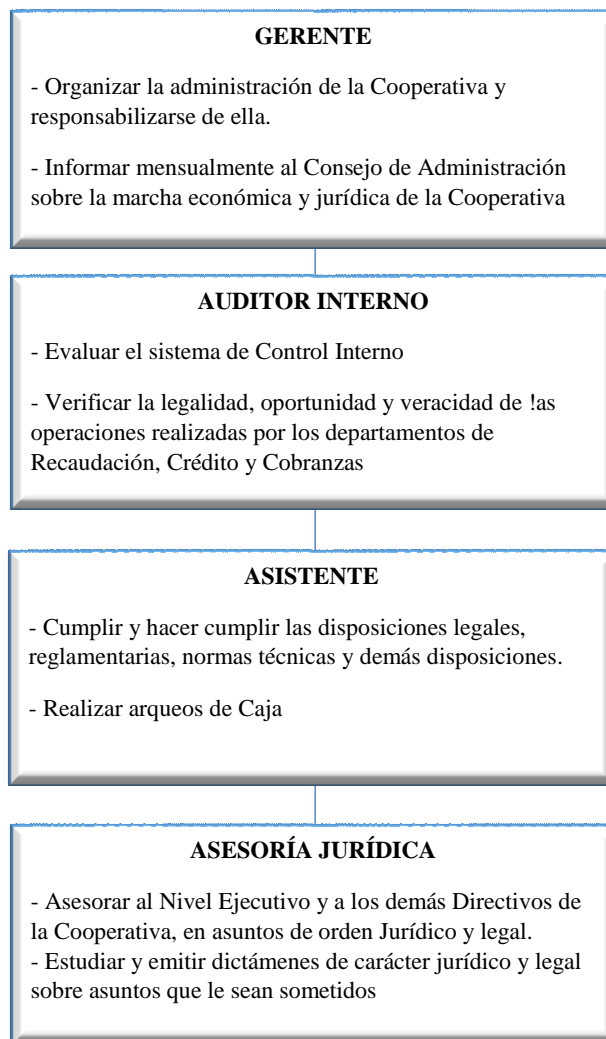 GERENTE
- Organizar la administración de la Cooperativa y
responsabilizarse de ella.
- Informar mensualmente al Consejo de Administración
sobre la marcha económica y jurídica de la Cooperativa
AUDITOR INTERNO
- Evaluar el sistema de Control Interno
- Verificar la legalidad, oportunidad y veracidad de !as
operaciones realizadas por los departamentos de
Recaudación, Crédito y Cobranzas
ASISTENTE
- Cumplir y hacer cumplir las disposiciones legales,
reglamentarias, normas técnicas y demás disposiciones.
- Realizar arqueos de Caja
ASESORÍA JURÍDICA
- Asesorar al Nivel Ejecutivo y a los demás Directivos de
la Cooperativa, en asuntos de orden Jurídico y legal.
- Estudiar y emitir dictámenes de carácter jurídico y legal
sobre asuntos que le sean sometidos